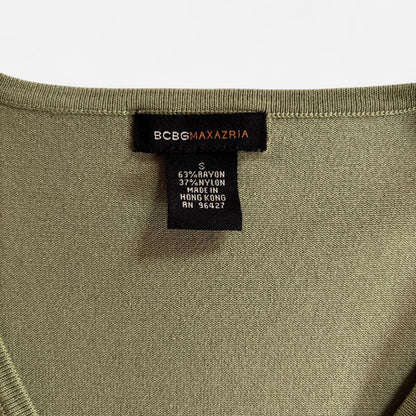 BCBGMAXAZRIA
S
63%RAYON
37%NYLON
MADE IN
HONG KONG
RN 96427